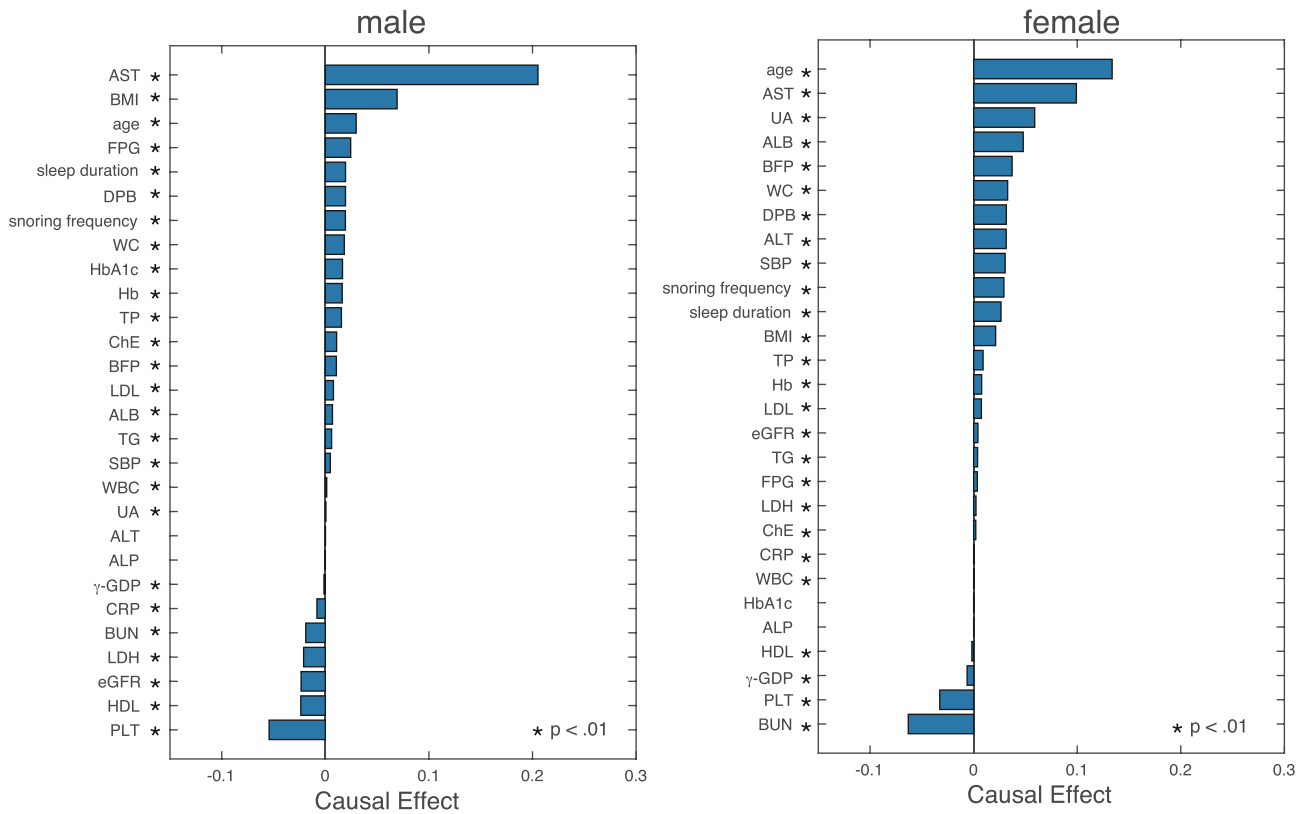 male
AST *
BMI *
age *
FPG *
sleep duration *
DPB *
snoring frequency *
WC *
HbA1c *
Hb *
TP *
ChE *
BFP *
LDL *
ALB *
TG *
SBP *
WBC *
UA *
ALT
ALP
γ-GDP *
CRP *
BUN *
LDH *
eGFR *
HDL *
PLT *
* p < .01
-0.1 0 0.1 0.2 0.3
Causal Effect
female
age *
AST *
UA *
ALB *
BFP *
WC *
DPB *
ALT *
SBP *
snoring frequency *
sleep duration *
BMI *
TP *
Hb *
LDL *
eGFR *
TG *
FPG *
LDH *
ChE *
CRP *
WBC *
HbA1c
ALP
HDL *
γ-GDP *
PLT *
BUN *
* p < .01
-0.1 0 0.1 0.2 0.3
Causal Effect